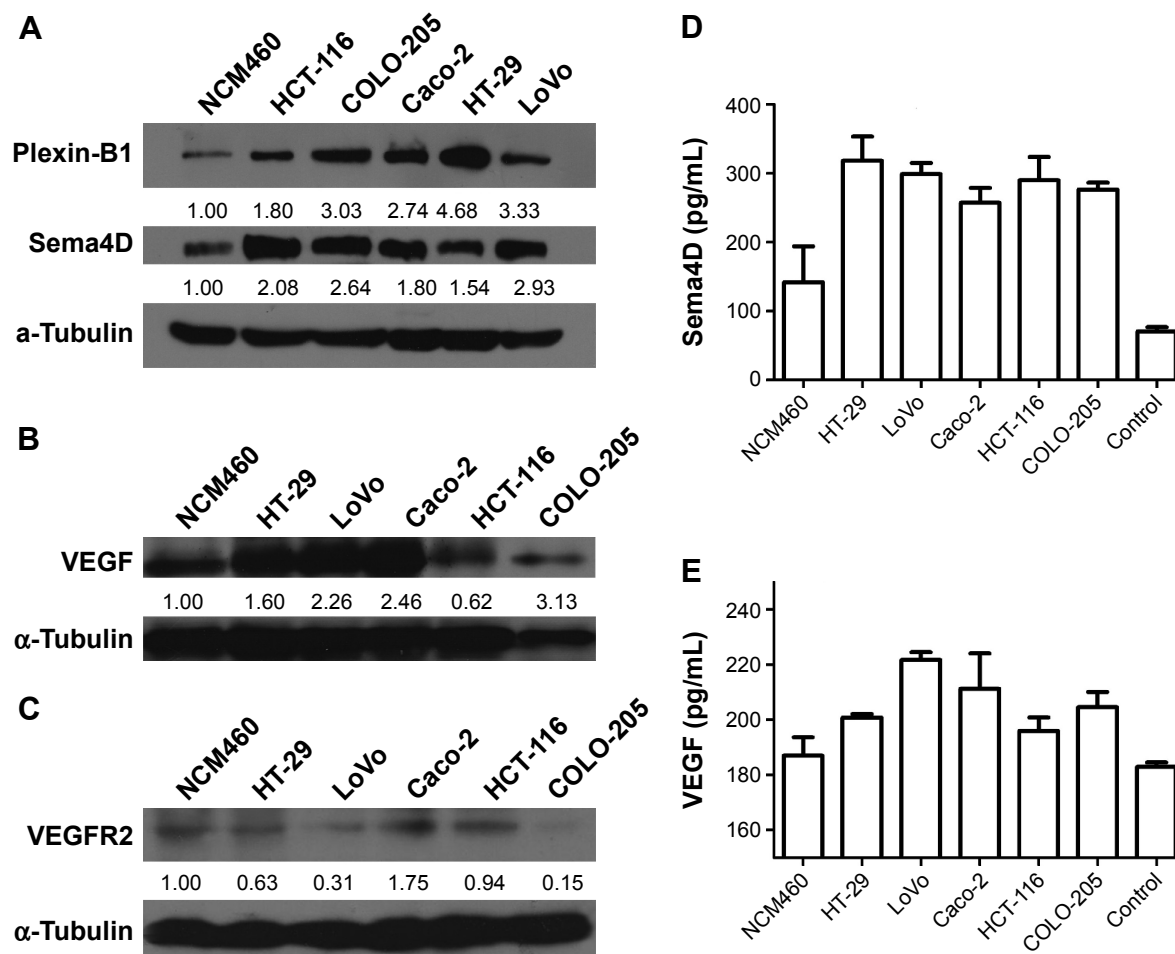 A
NCM460
HCT-116
COLO-205
Caco-2
HT-29
LoVo
Plexin-B1
1.00 1.80 3.03 2.74 4.68 3.33
Sema4D
1.00 2.08 2.64 1.80 1.54 2.93
a-Tubulin
B
NCM460
HT-29
LoVo
Caco-2
HCT-116
COLO-205
VEGF
1.00 1.60 2.26 2.46 0.62 3.13
α-Tubulin
C
NCM460
HT-29
LoVo
Caco-2
HCT-116
COLO-205
VEGFR2
1.00 0.63 0.31 1.75 0.94 0.15
α-Tubulin
D
Sema4D (pg/mL)
400
300
200
100
0
NCM460
HT-29
LoVo
Caco-2
HCT-116
COLO-205
Control
E
VEGF (pg/mL)
240
220
200
180
160
NCM460
HT-29
LoVo
Caco-2
HCT-116
COLO-205
Control